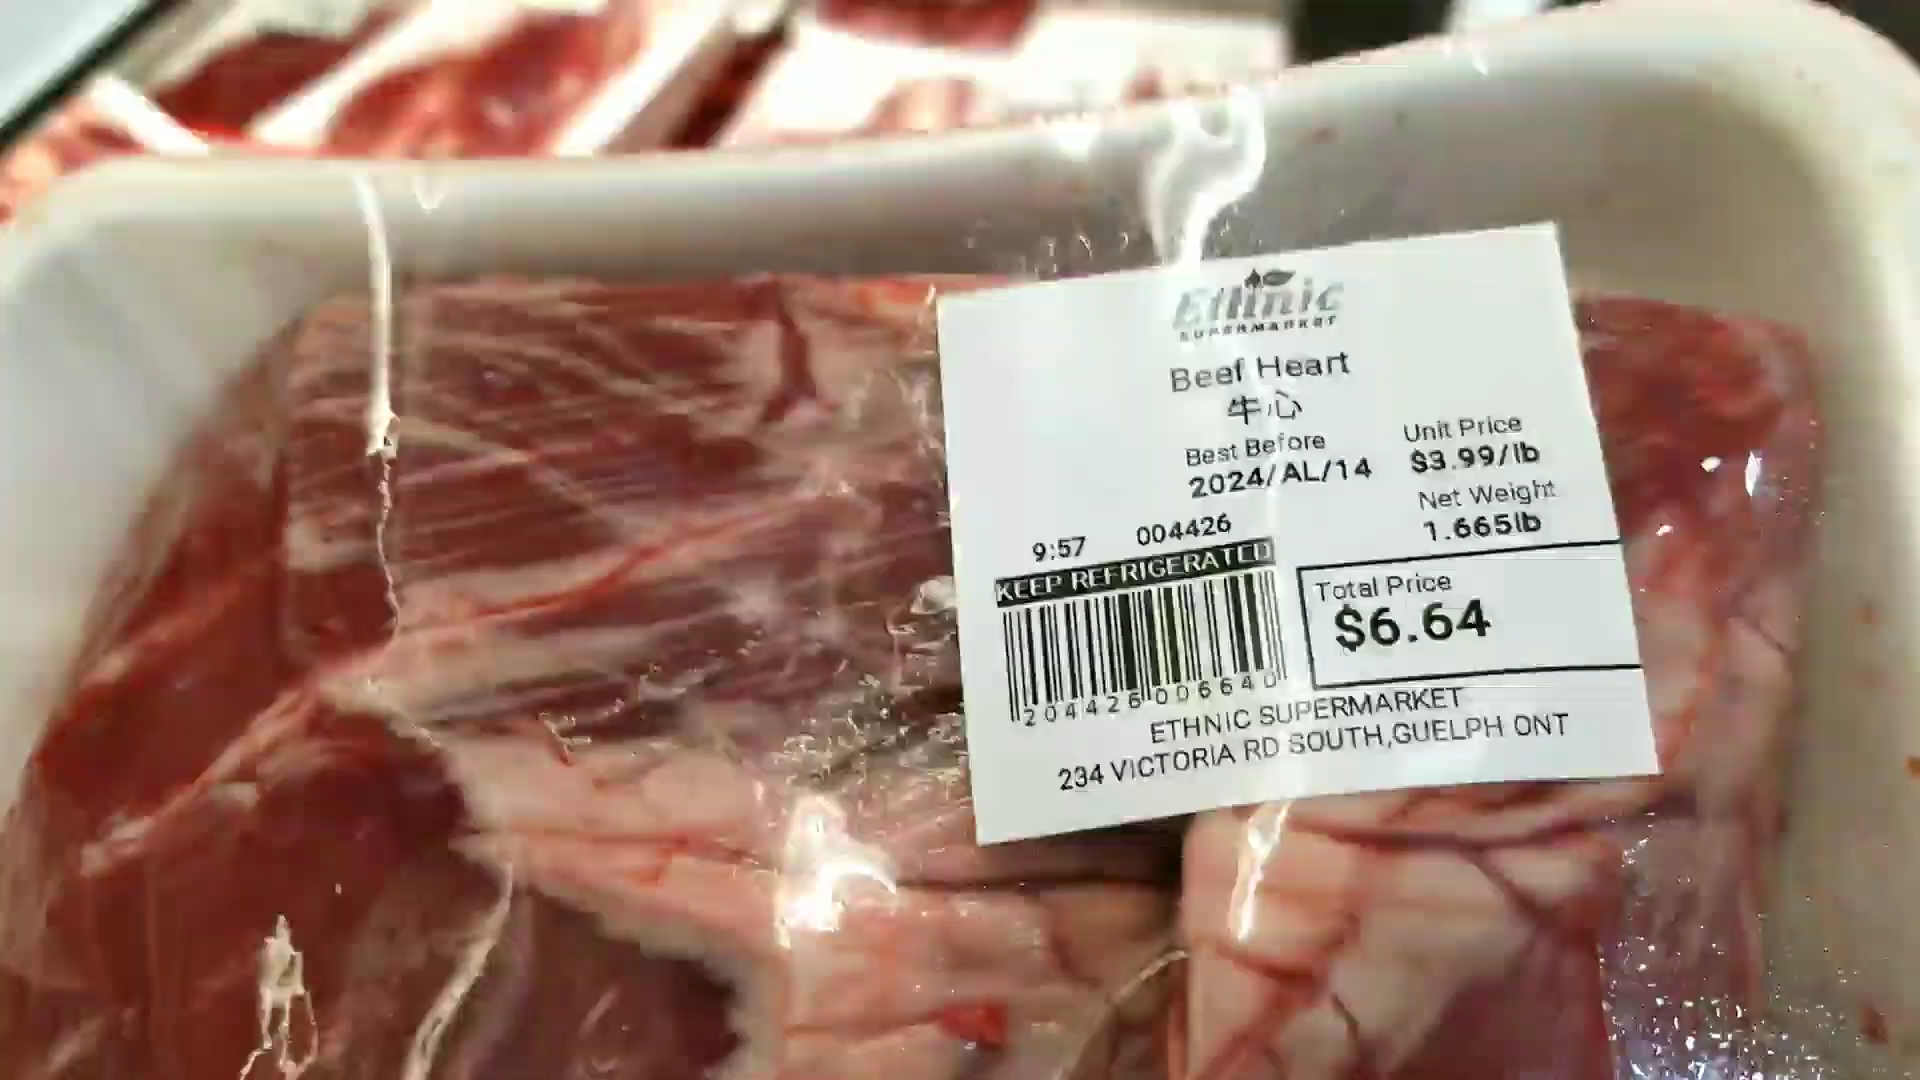 Ethnic
SUPERMARKET
Beef Heart
牛心
Best Before
2024/AL/14
Unit Price
$3.99/lb
Net Weight
1.665lb
9:57 004426
KEEP REFRIGERATED
204426006640
Total Price
$6.64
ETHNIC SUPERMARKET
234 VICTORIA RD SOUTH,GUELPH ONT